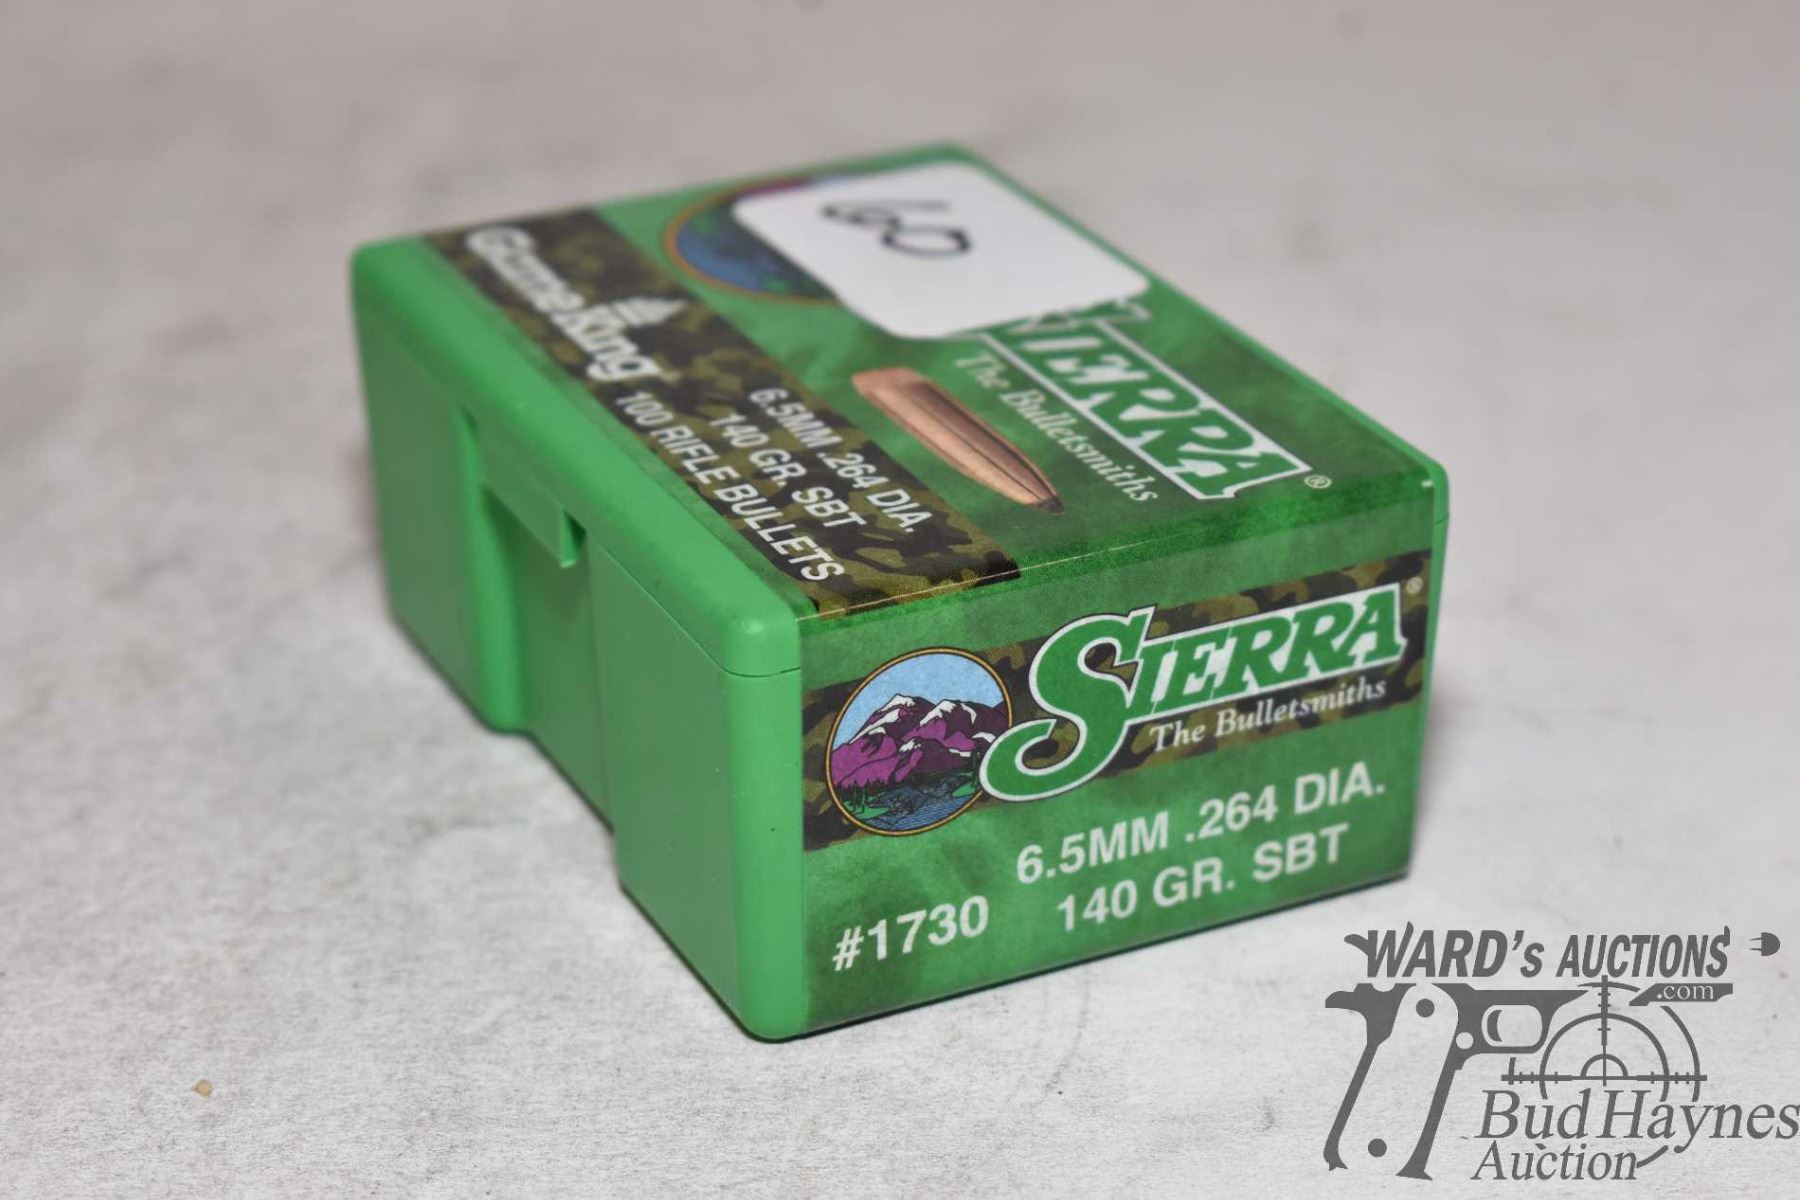 60
GameKing
6.5MM .264 DIA.
140 GR. SBT
100 RIFLE BULLETS
SIERRA®
The Bulletsmiths
SIERRA®
The Bulletsmiths
6.5MM .264 DIA.
140 GR. SBT
#1730
WARD's AUCTIONS
.com
Bud Haynes
Auction